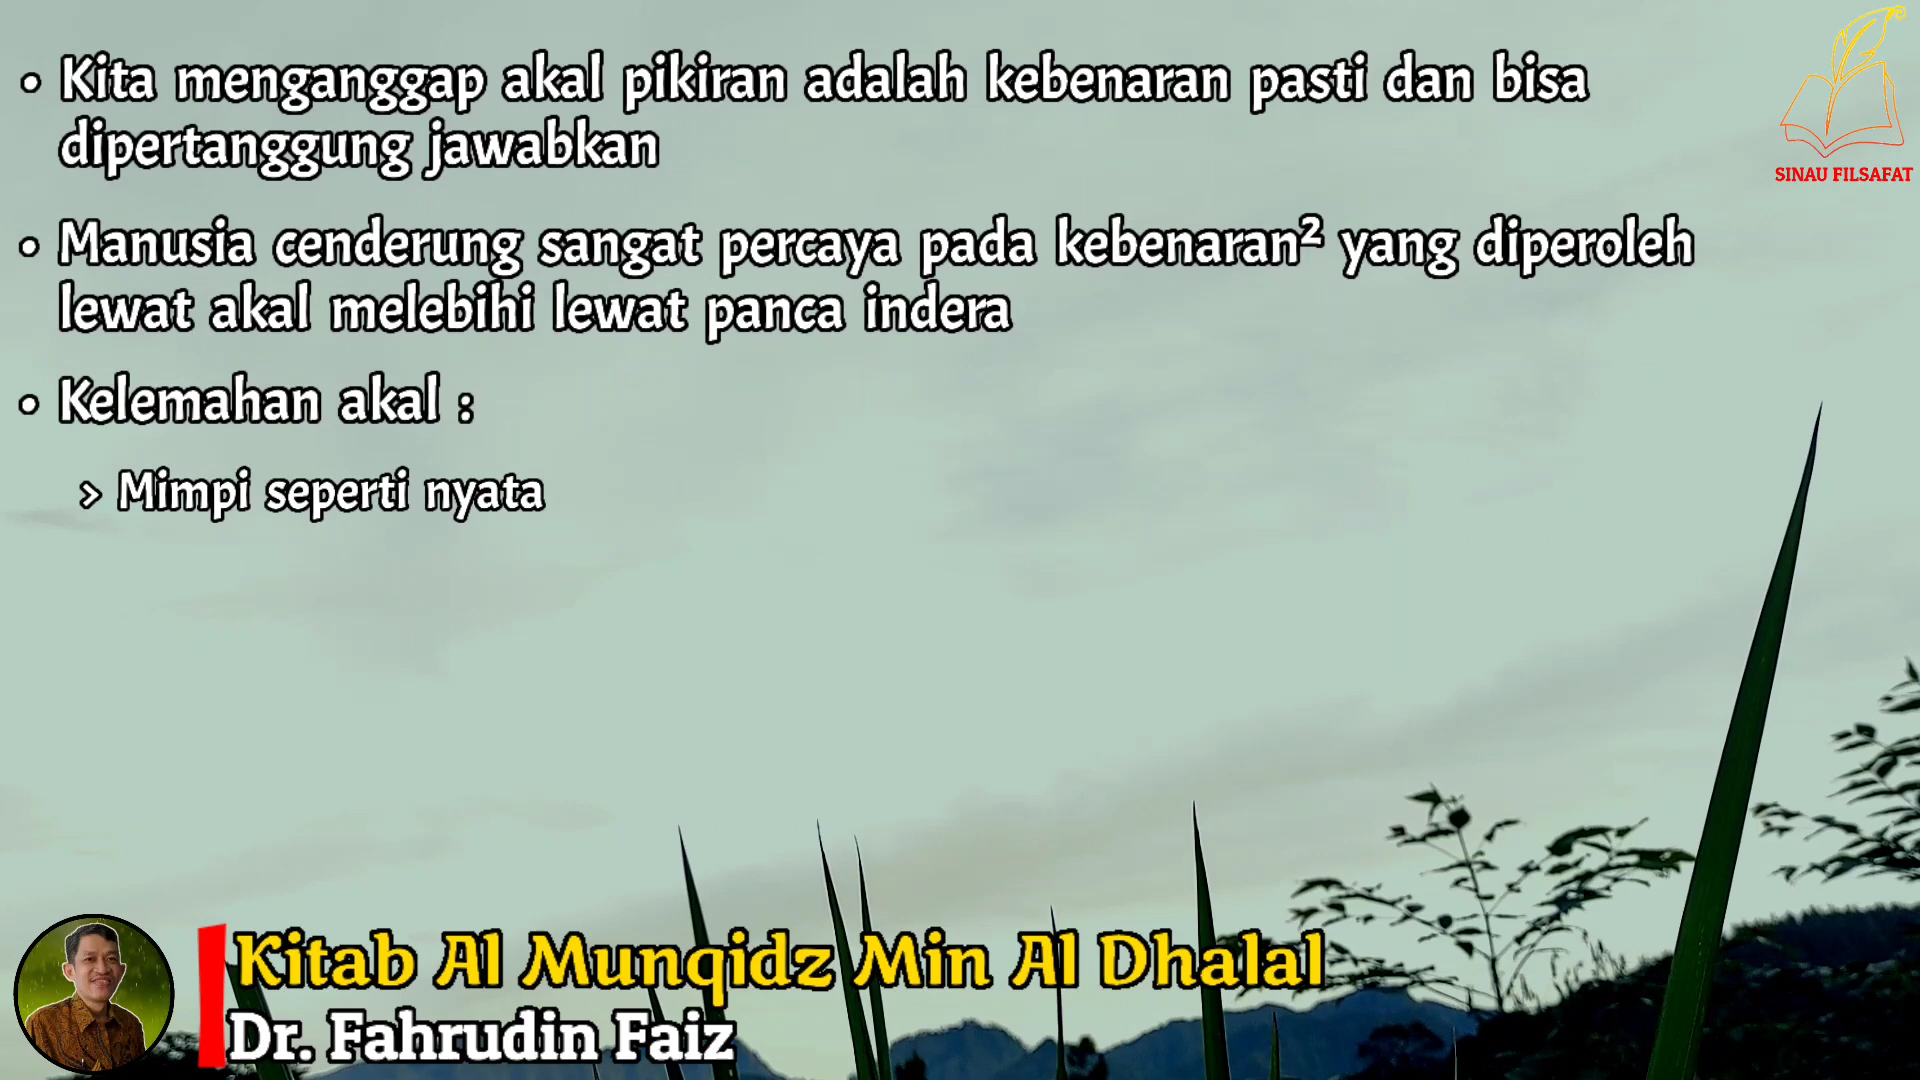 • Kita menganggap akal pikiran adalah kebenaran pasti dan bisa
dipertanggung jawabkan
• Manusia cenderung sangat percaya pada kebenaran² yang diperoleh
lewat akal melebihi lewat panca indera
• Kelemahan akal :
> Mimpi seperti nyata
SINAU FILSAFAT
Kitab Al Munqidz Min Al Dhalal
Dr. Fahrudin Faiz